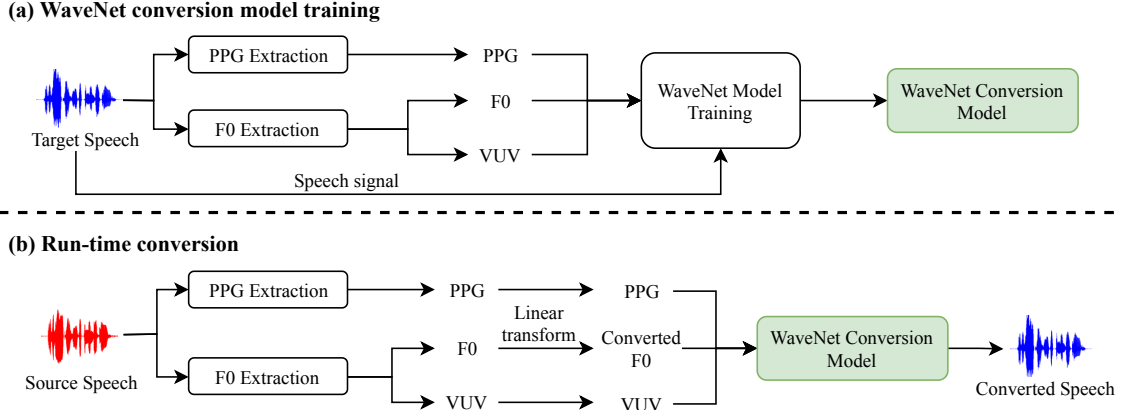 (a) WaveNet conversion model training
PPG Extraction
PPG
F0 Extraction
F0
VUV
Target Speech
Speech signal
WaveNet Model
Training
WaveNet Conversion
Model
(b) Run-time conversion
PPG Extraction
PPG
Linear
transform
PPG
F0 Extraction
F0
Converted
F0
VUV
VUV
Source Speech
WaveNet Conversion
Model
Converted Speech